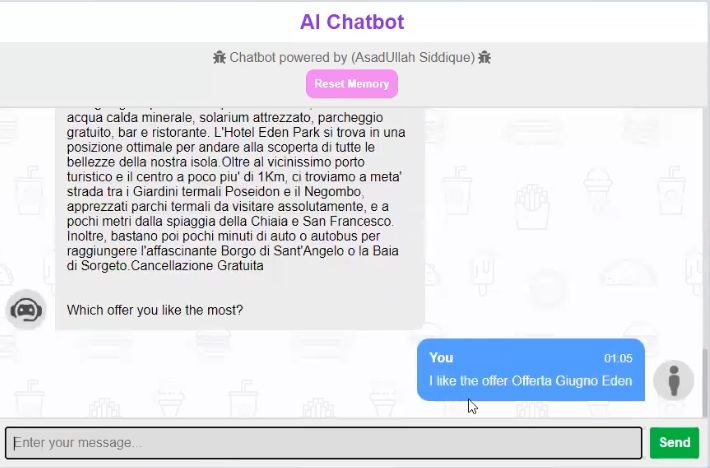 AI Chatbot
Chatbot powered by (AsadUllah Siddique)
Reset Memory
acqua calda minerale, solarium attrezzato, parcheggio
gratuito, bar e ristorante. L'Hotel Eden Park si trova in una
posizione ottimale per andare alla scoperta di tutte le
bellezze della nostra isola.Oltre al vicinissimo porto
turistico e il centro a poco piu' di 1Km, ci troviamo a meta'
strada tra i Giardini termali Poseidon e il Negombo,
apprezzati parchi termali da visitare assolutamente, e a
pochi metri dalla spiaggia della Chiaia e San Francesco.
Inoltre, bastano poi pochi minuti di auto o autobus per
raggiungere l'affascinante Borgo di Sant'Angelo o la Baia
di Sorgeto.Cancellazione Gratuita
Which offer you like the most?
You 01:05
I like the offer Offerta Giugno Eden
Enter your message...
Send